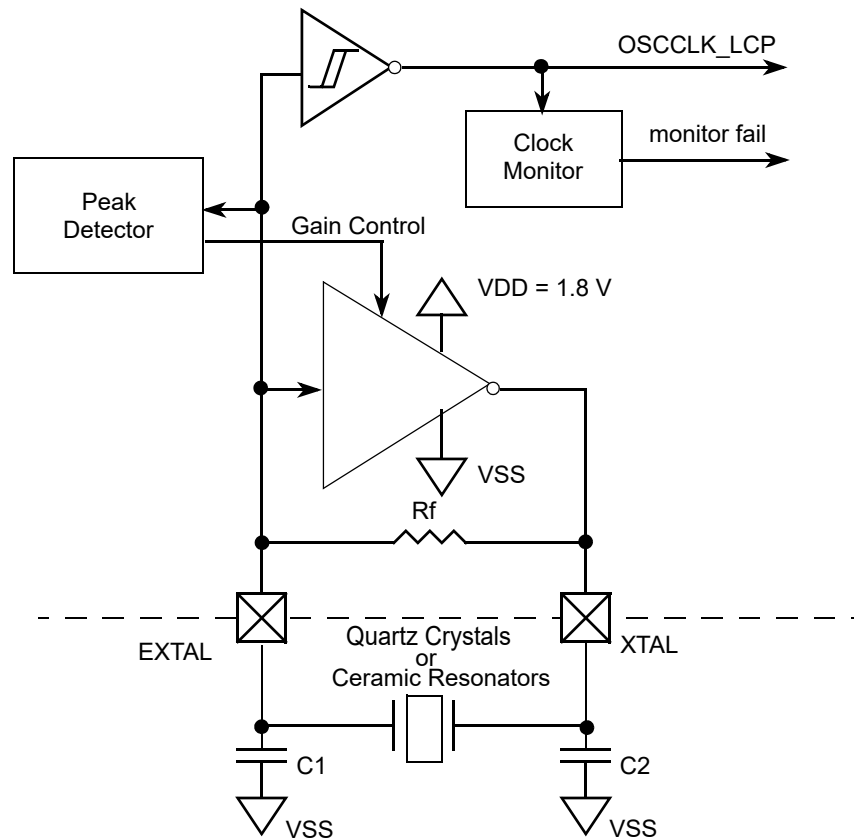 OSCCLK_LCP
Clock
Monitor
monitor fail
Peak
Detector
Gain Control
VDD = 1.8 V
VSS
Rf
EXTAL
Quartz Crystals
or
Ceramic Resonators
XTAL
C1
C2
VSS
VSS